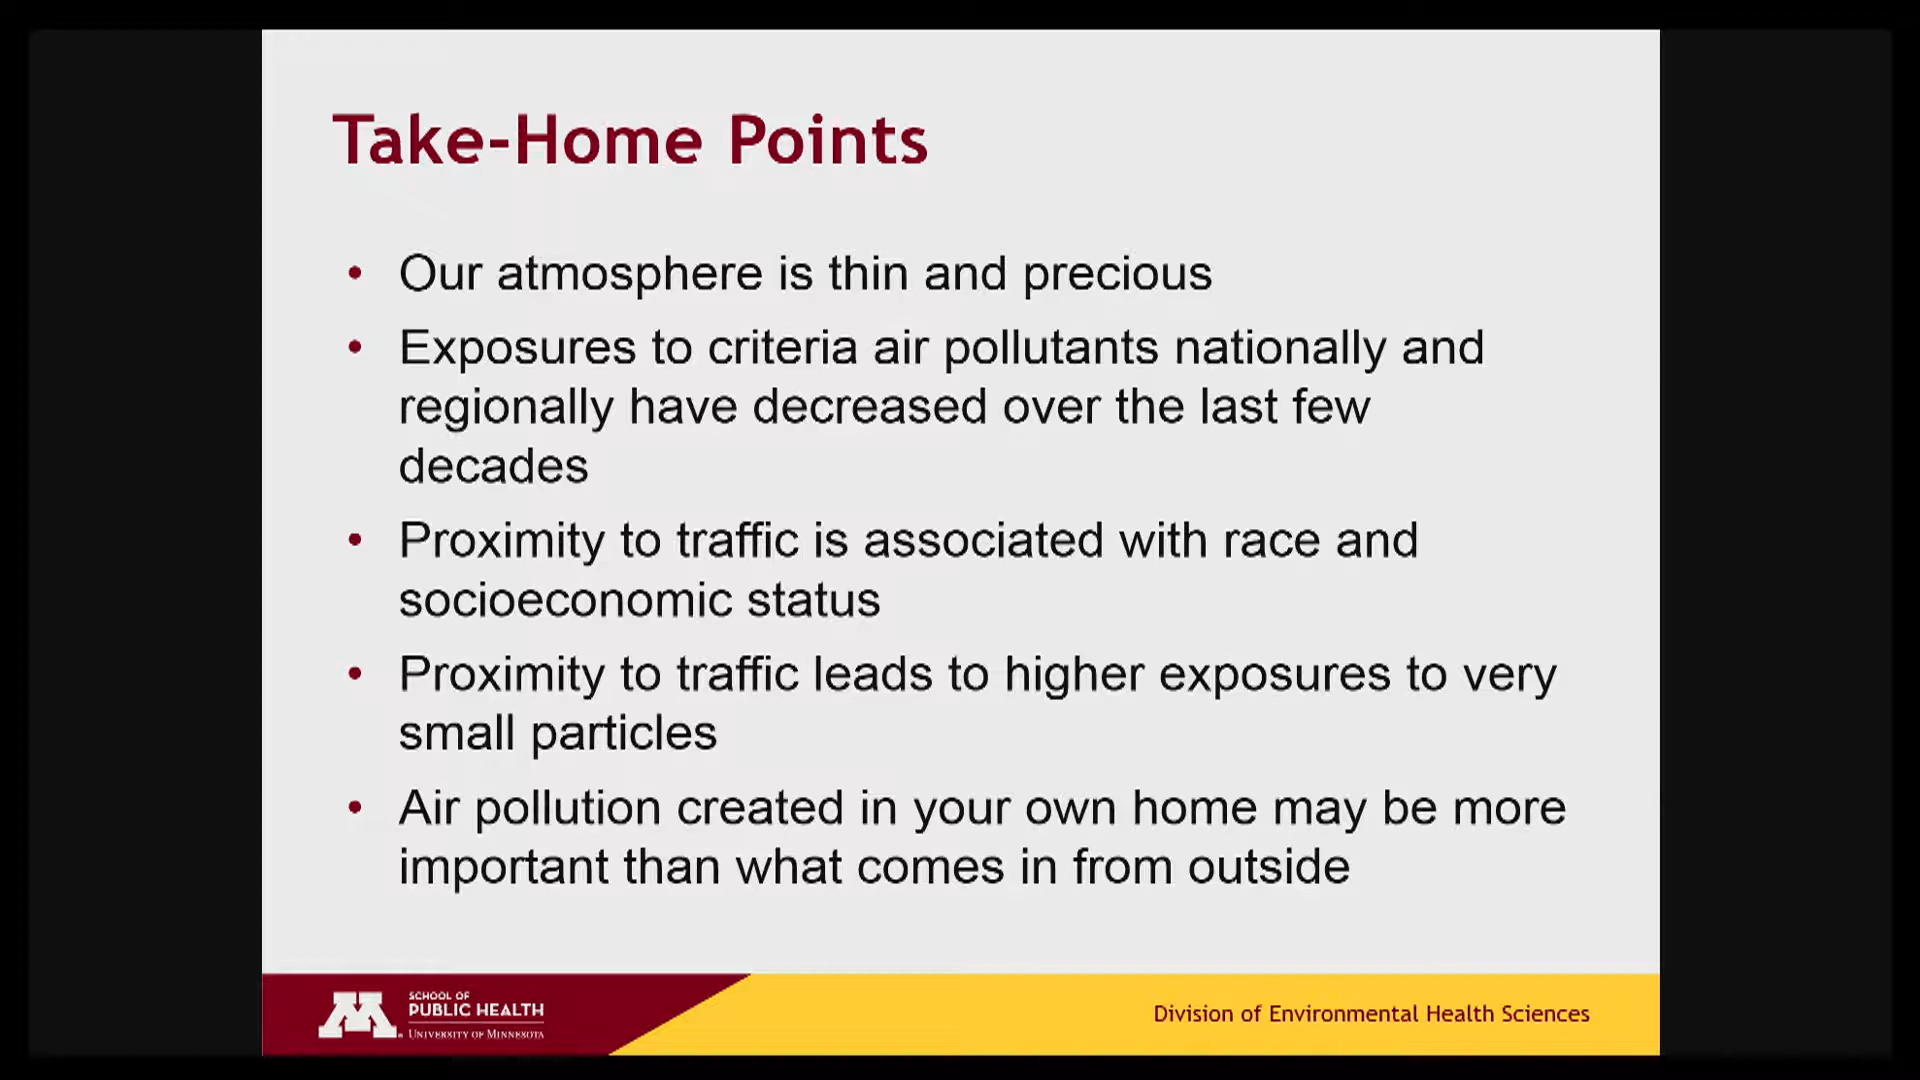 Take-Home Points
• Our atmosphere is thin and precious
• Exposures to criteria air pollutants nationally and
regionally have decreased over the last few
decades
• Proximity to traffic is associated with race and
socioeconomic status
• Proximity to traffic leads to higher exposures to very
small particles
• Air pollution created in your own home may be more
important than what comes in from outside
M
SCHOOL OF
PUBLIC HEALTH
UNIVERSITY OF MINNESOTA
Division of Environmental Health Sciences